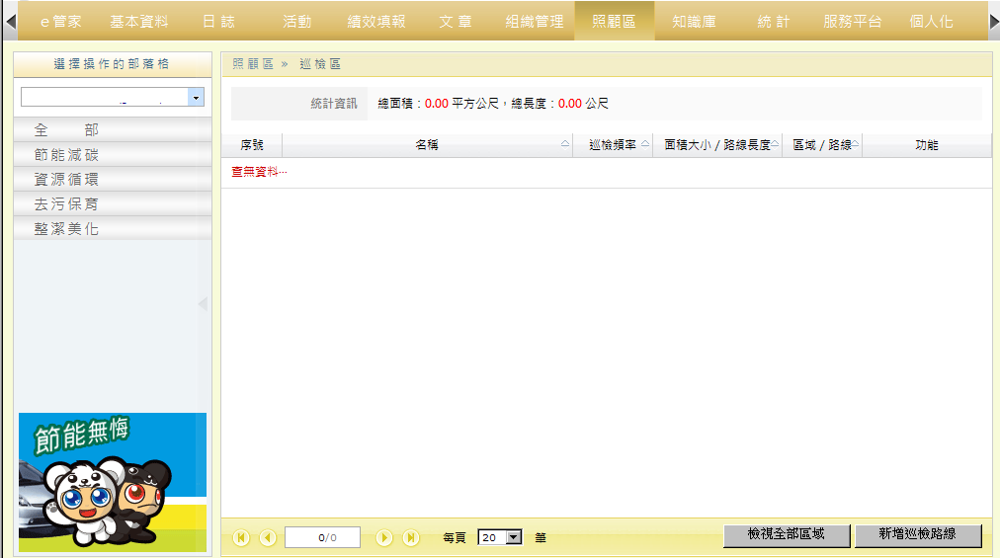 e管家 基本資料 日 誌 活動 績效填報 文 章 組織管理 照顧區 知識庫 統 計 服務平台 個人化
選擇操作的部落格
全 部
節能減碳
資源循環
去污保育
整潔美化
節能無悔
照顧區 » 巡檢區
統計資訊 總面積：0.00 平方公尺，總長度：0.00 公尺
序號 名稱 巡檢頻率 面積大小 / 路線長度 區域 / 路線 功能
查無資料…
0/0 每頁 20 筆 檢視全部區域 新增巡檢路線